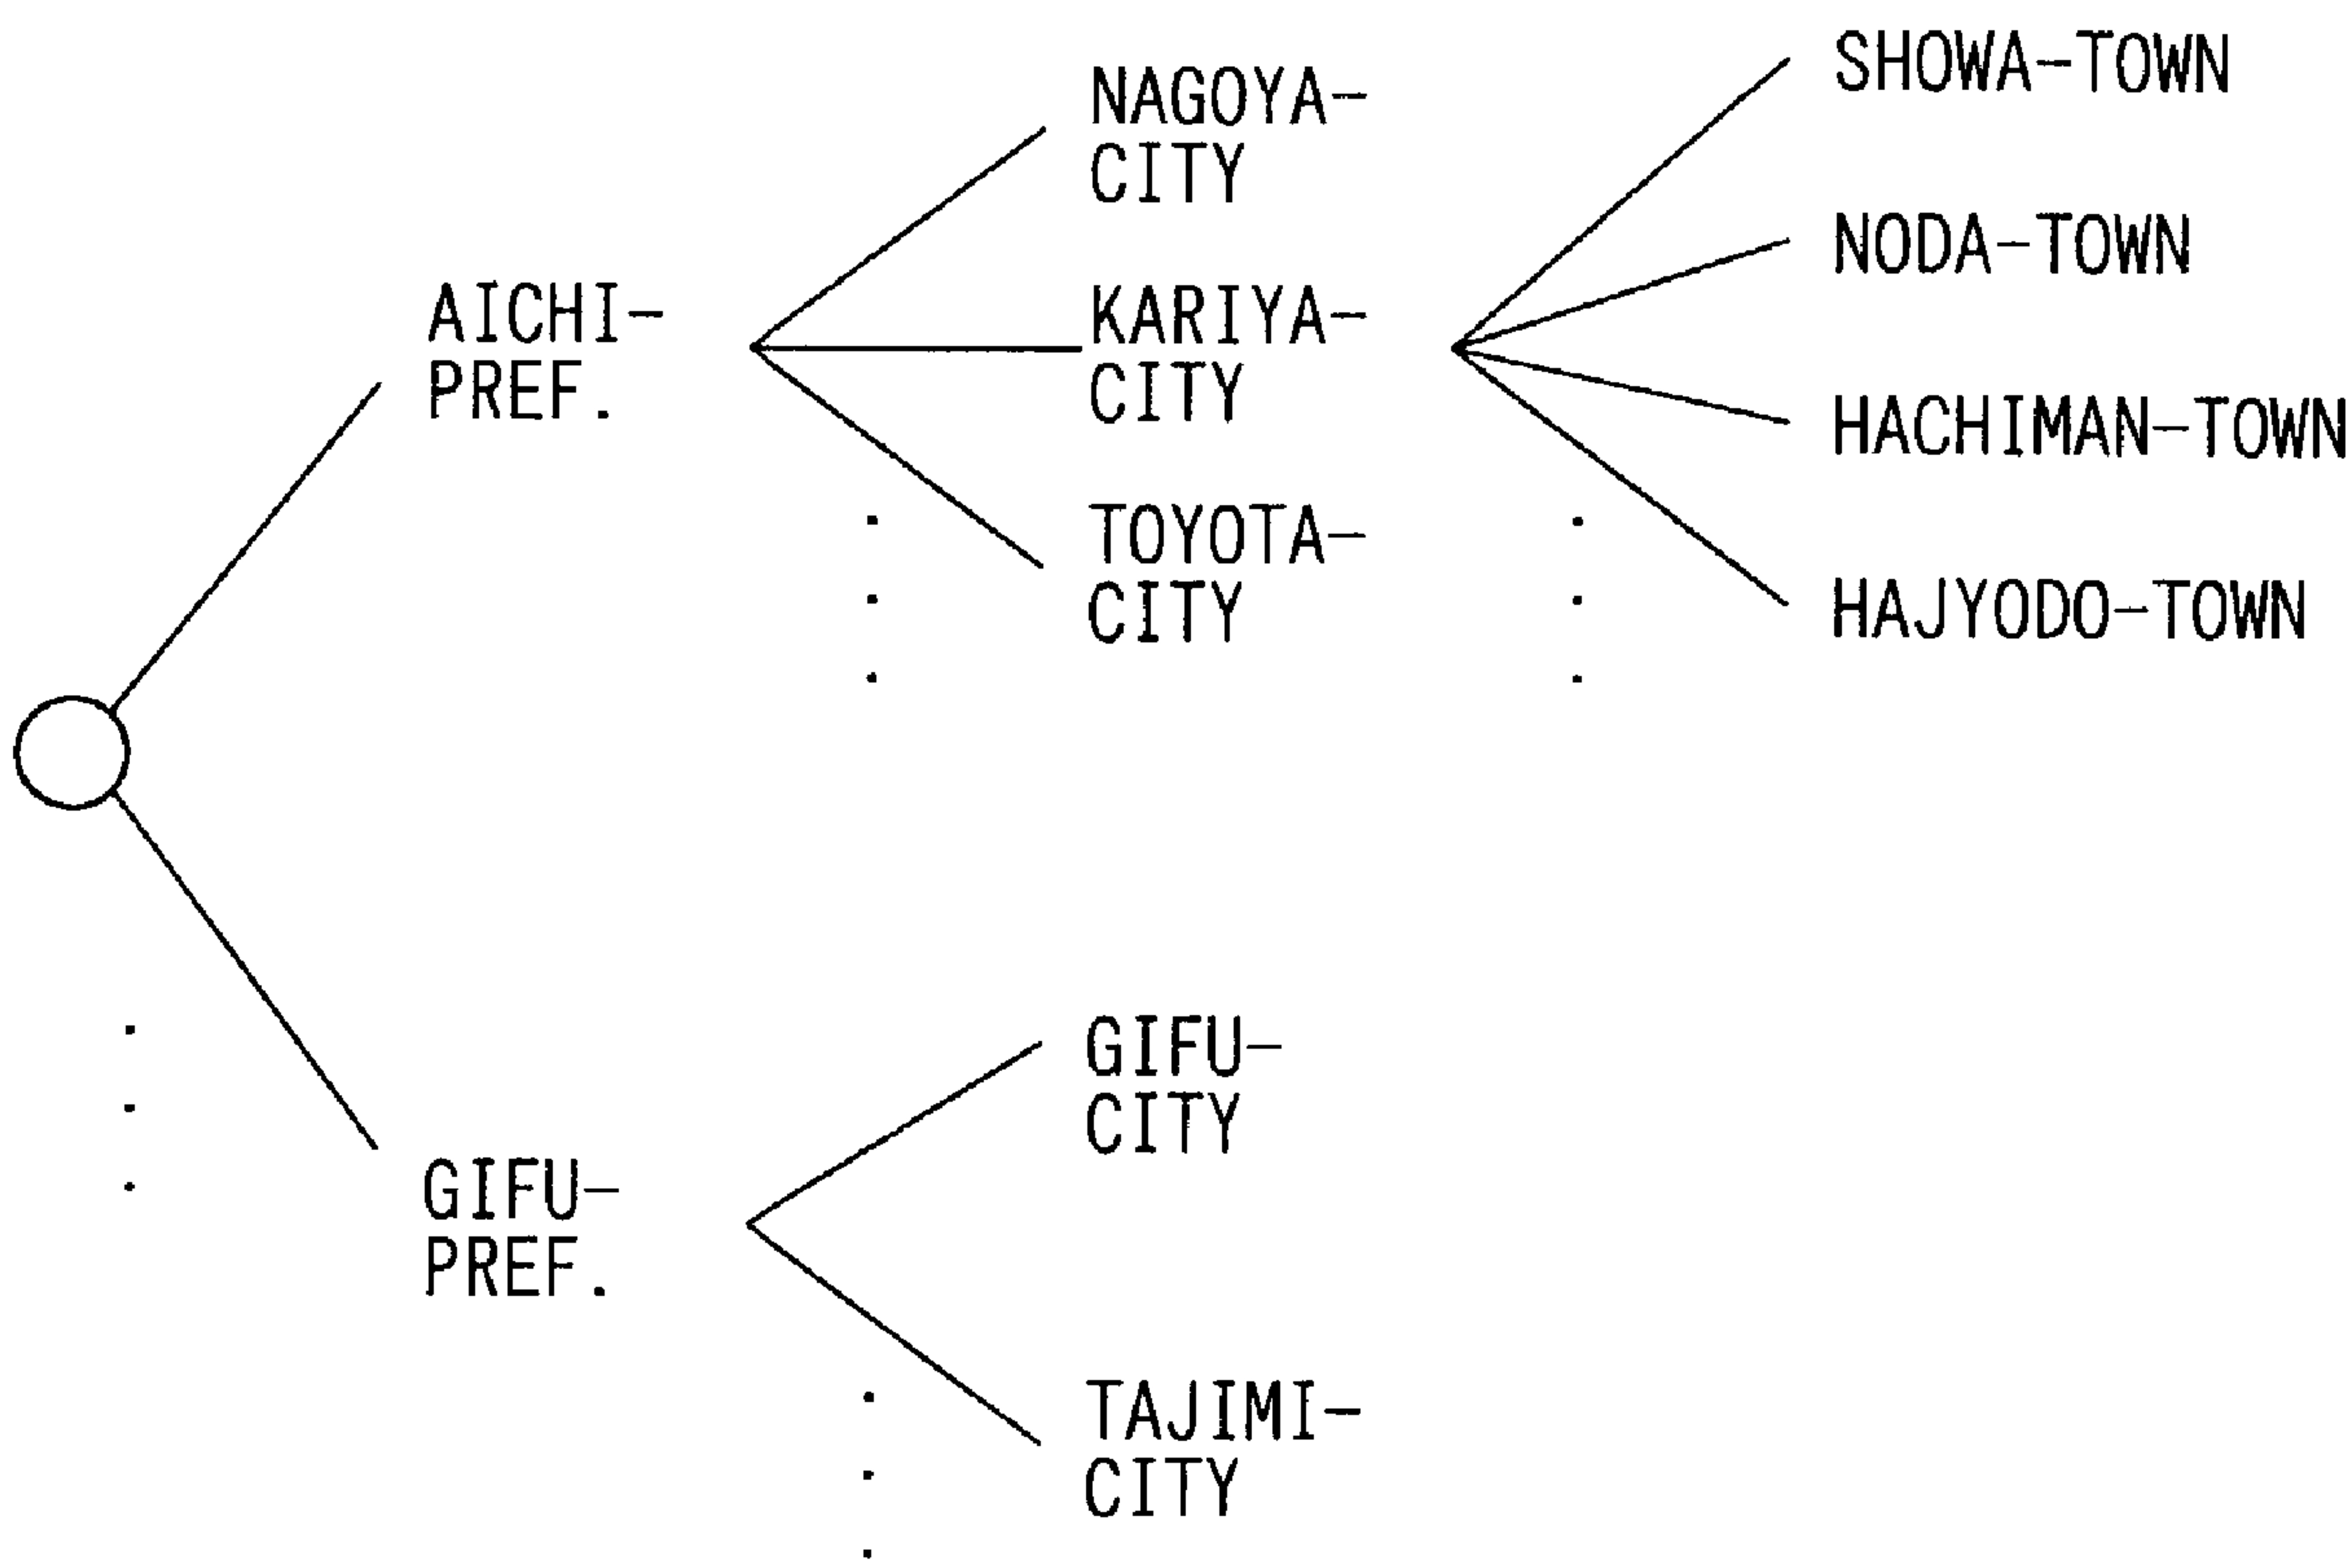 AICHI-
PREF.
NAGOYA-
CITY
KARIYA-
CITY
TOYOTA-
CITY
SHOWA-TOWN
NODA-TOWN
HACHIMAN-TOWN
HAJYODO-TOWN
GIFU-
PREF.
GIFU-
CITY
TAJIMI-
CITY